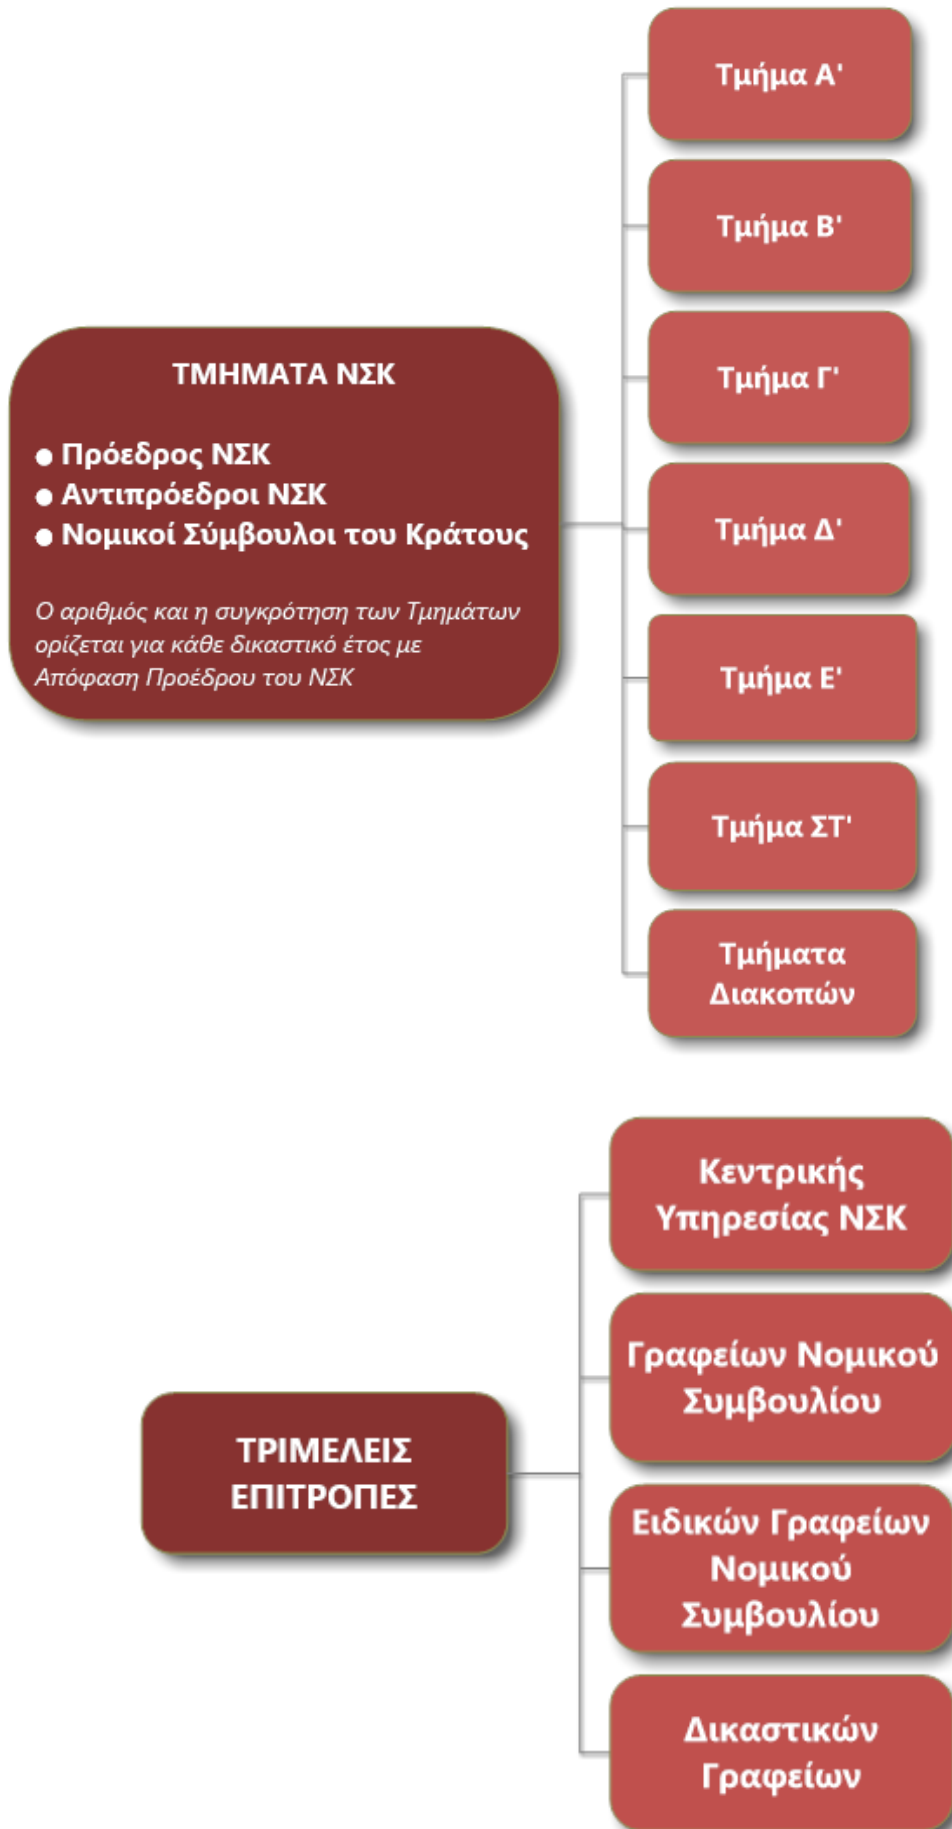 ΤΜΗΜΑΤΑ ΝΣΚ
● Πρόεδρος ΝΣΚ
● Αντιπρόεδροι ΝΣΚ
● Νομικοί Σύμβουλοι του Κράτους
Ο αριθμός και η συγκρότηση των Τμημάτων
ορίζεται για κάθε δικαστικό έτος με
Απόφαση Προέδρου του ΝΣΚ
Τμήμα Α'
Τμήμα Β'
Τμήμα Γ'
Τμήμα Δ'
Τμήμα Ε'
Τμήμα ΣΤ'
Τμήματα
Διακοπών
ΤΡΙΜΕΛΕΙΣ
ΕΠΙΤΡΟΠΕΣ
Κεντρικής
Υπηρεσίας ΝΣΚ
Γραφείων Νομικού
Συμβουλίου
Ειδικών Γραφείων
Νομικού
Συμβουλίου
Δικαστικών
Γραφείων